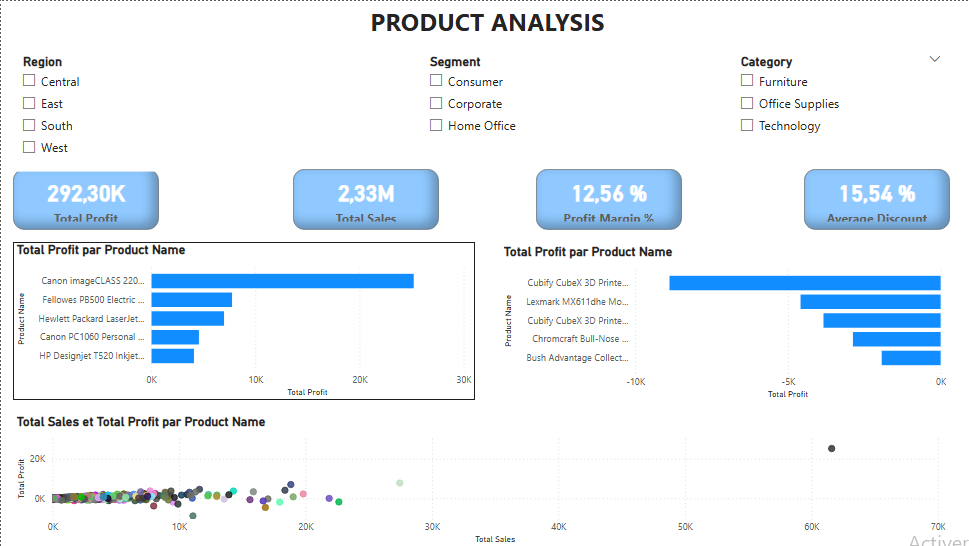 PRODUCT ANALYSIS
Region
Central
East
South
West
Segment
Consumer
Corporate
Home Office
Category
Furniture
Office Supplies
Technology
292,30K
Total Profit
2,33M
Total Sales
12,56 %
Profit Margin %
15,54 %
Average Discount
Total Profit par Product Name
Product Name
Canon imageCLASS 220...
Fellowes PB500 Electric ...
Hewlett Packard LaserJet...
Canon PC1060 Personal ...
HP Designjet T520 Inkjet...
0K 10K 20K 30K
Total Profit
Total Profit par Product Name
Product Name
Cubify CubeX 3D Printe...
Lexmark MX611dhe Mo...
Cubify CubeX 3D Printe...
Chromcraft Bull-Nose ...
Bush Advantage Collect...
-10K -5K 0K
Total Profit
Total Sales et Total Profit par Product Name
Total Profit
20K
0K
0K 10K 20K 30K 40K 50K 60K 70K
Total Sales
Activer